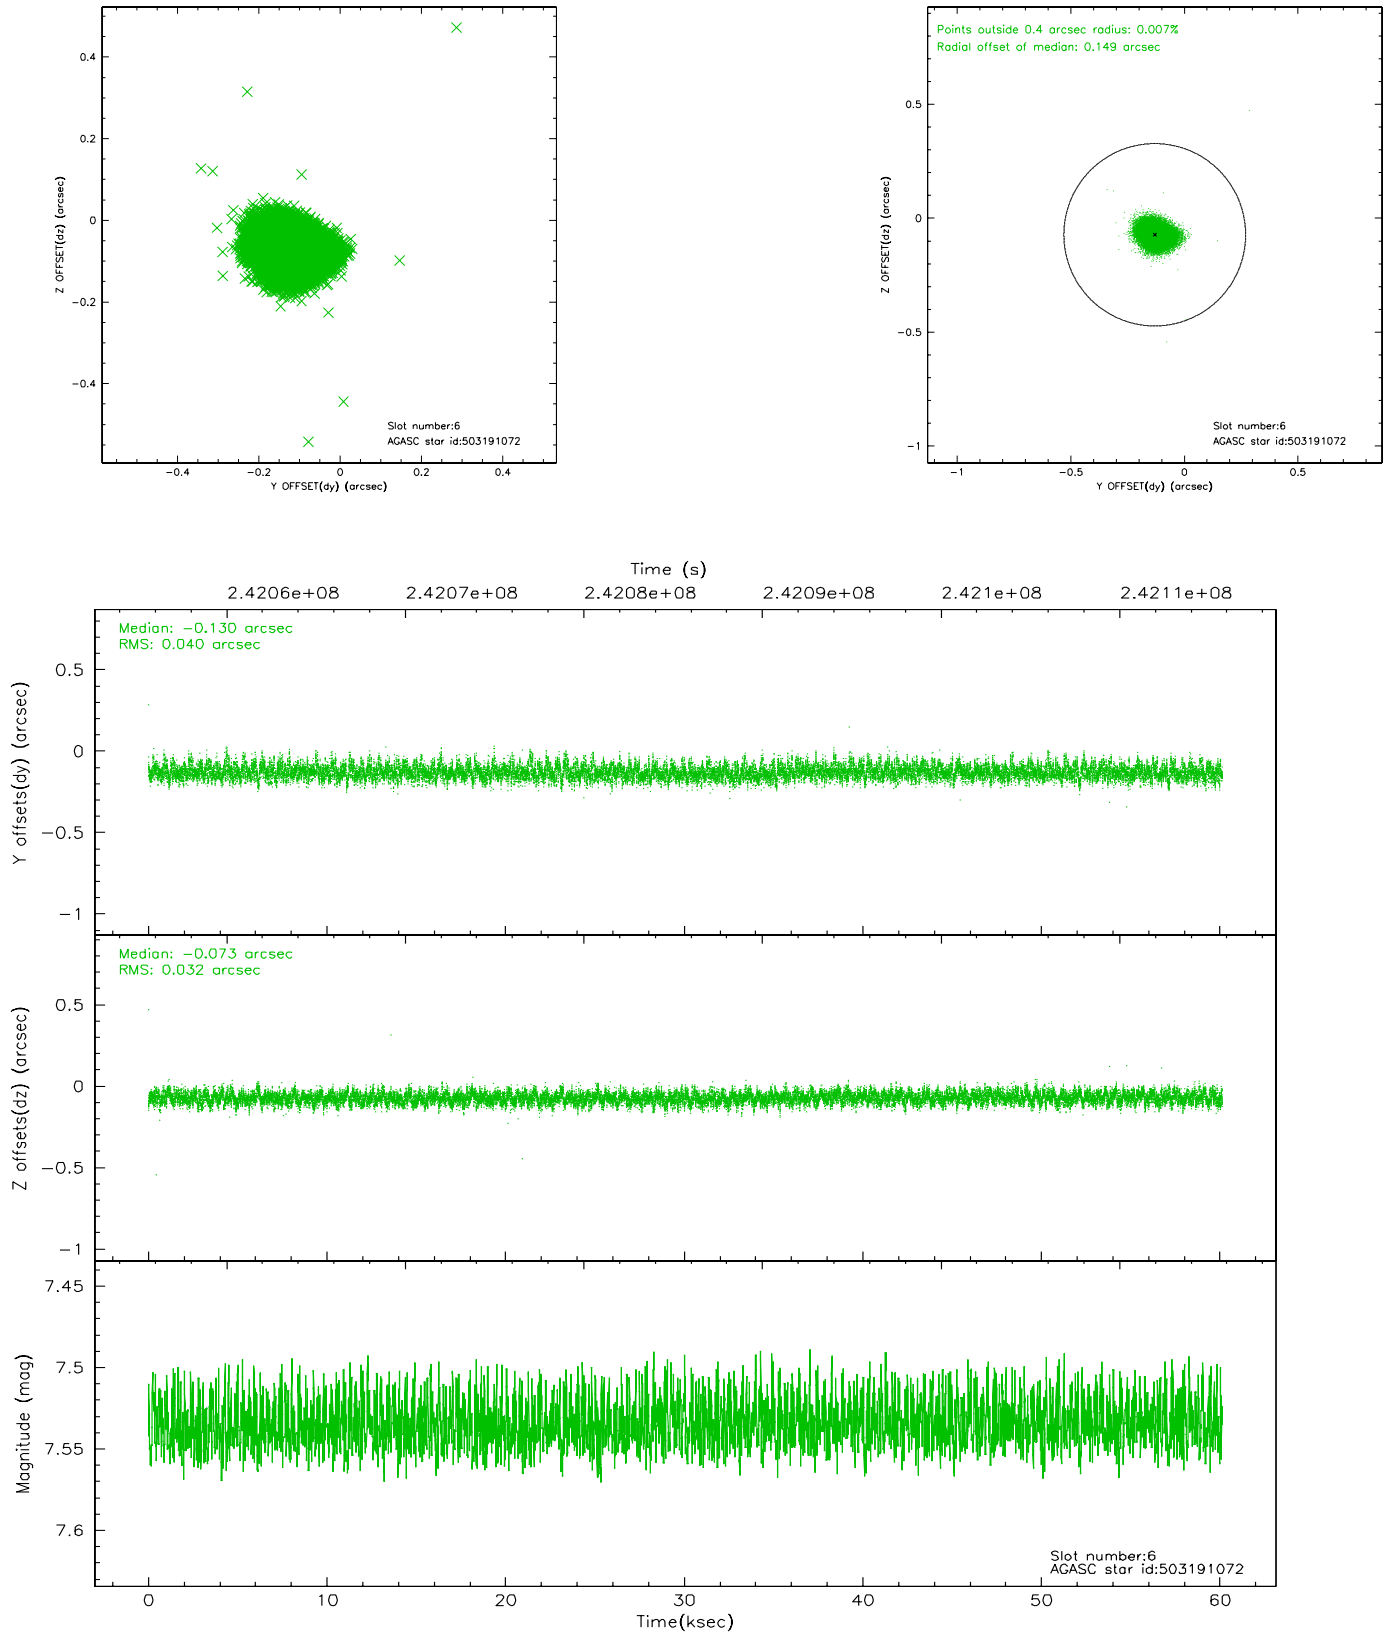 0.4
0.2
0
−0.2
−0.4
Z OFFSET(dz) (arcsec)
Slot number:6
AGASC star id:503191072
−0.4 −0.2 0 0.2 0.4
Y OFFSET(dy) (arcsec)
Points outside 0.4 arcsec radius: 0.007%
Radial offset of median: 0.149 arcsec
0.5
0
−0.5
−1
Z OFFSET(dz) (arcsec)
Slot number:6
AGASC star id:503191072
−1 −0.5 0 0.5
Y OFFSET(dy) (arcsec)
Time (s)
2.4206e+08 2.4207e+08 2.4208e+08 2.4209e+08 2.421e+08 2.4211e+08
Median: −0.130 arcsec
RMS: 0.040 arcsec
0.5
0
−0.5
−1
Y offsets(dy) (arcsec)
Median: −0.073 arcsec
RMS: 0.032 arcsec
0.5
0
−0.5
−1
Z offsets(dz) (arcsec)
7.45
7.5
7.55
7.6
Magnitude (mag)
Slot number:6
AGASC star id:503191072
0 10 20 30 40 50 60
Time(ksec)